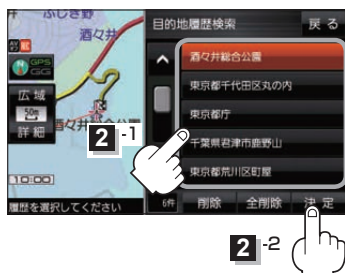 ふじき野
目的地履歴検索
戻る
酒々井
GPS
広域
50m
詳細
酒々井総合公園
東京都千代田区丸の内
東京都庁
千葉県君津市鹿野山
東京都荒川区町屋
2-1
10:00
履歴を選択してください
6件
削除
全削除
決定
2-2